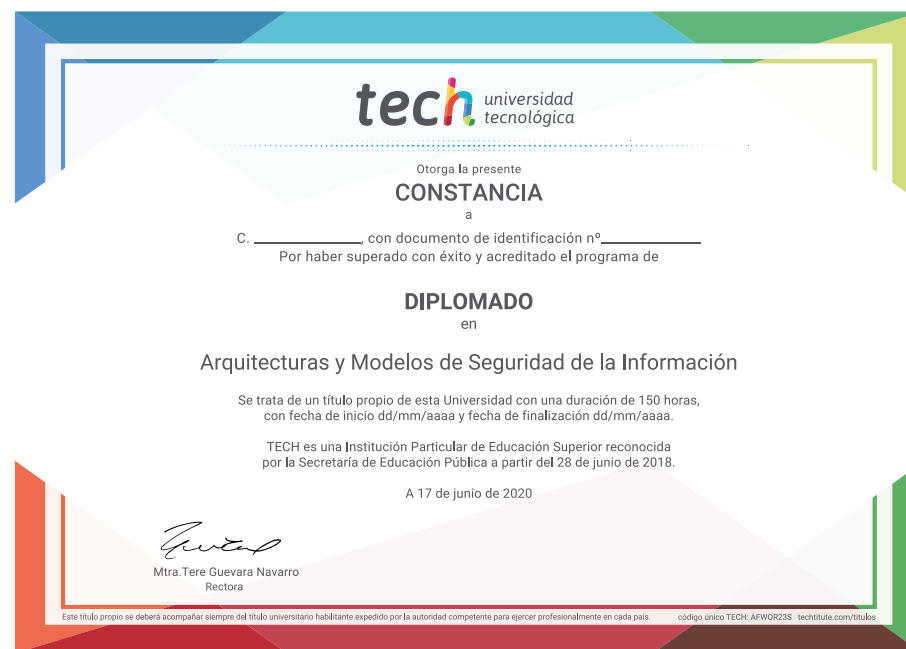 tech universidad
tecnológica
Otorga la presente
CONSTANCIA
a
C. ____________, con documento de identificación nº____________
Por haber superado con éxito y acreditado el programa de
DIPLOMADO
en
Arquitecturas y Modelos de Seguridad de la Información
Se trata de un título propio de esta Universidad con una duración de 150 horas,
con fecha de inicio dd/mm/aaaa y fecha de finalización dd/mm/aaaa.
TECH es una Institución Particular de Educación Superior reconocida
por la Secretaría de Educación Pública a partir del 28 de junio de 2018.
A 17 de junio de 2020
Mtra.Tere Guevara Navarro
Rectora
Este título propio se deberá acompañar siempre del título universitario habilitante expedido por la autoridad competente para ejercer profesionalmente en cada país. código único TECH: AFWOR23S techtitute.com/titulos